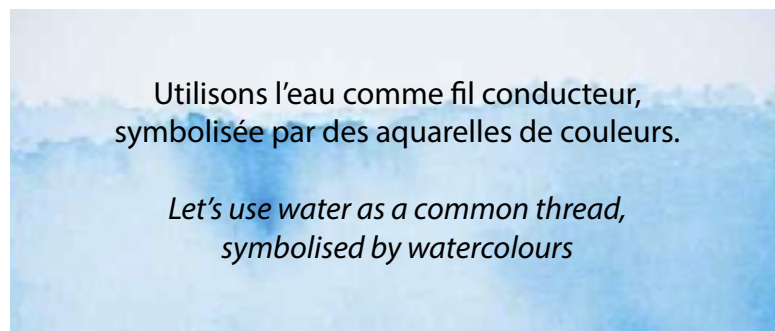 Utilisons l’eau comme fil conducteur,
symbolisée par des aquarelles de couleurs.
Let’s use water as a common thread,
symbolised by watercolours